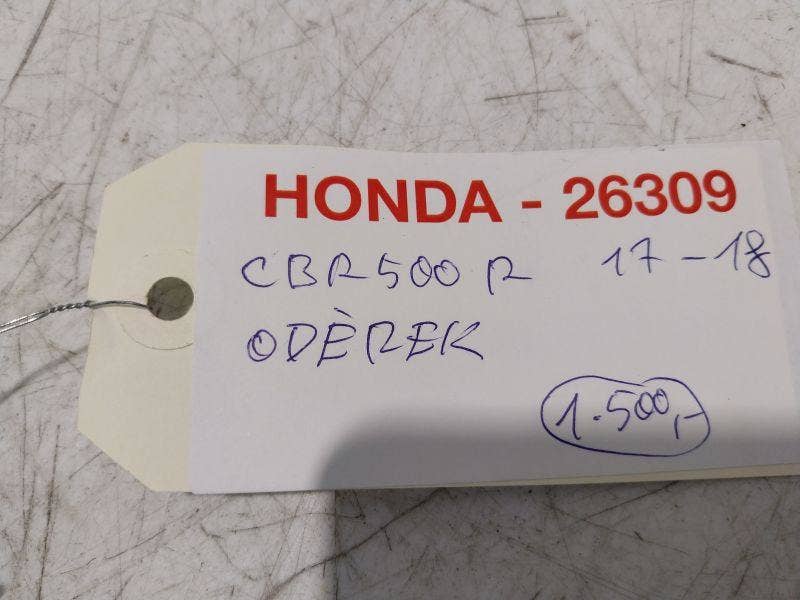 HONDA - 26309
CBR500R 17-18
ODĚREK
1.500,-